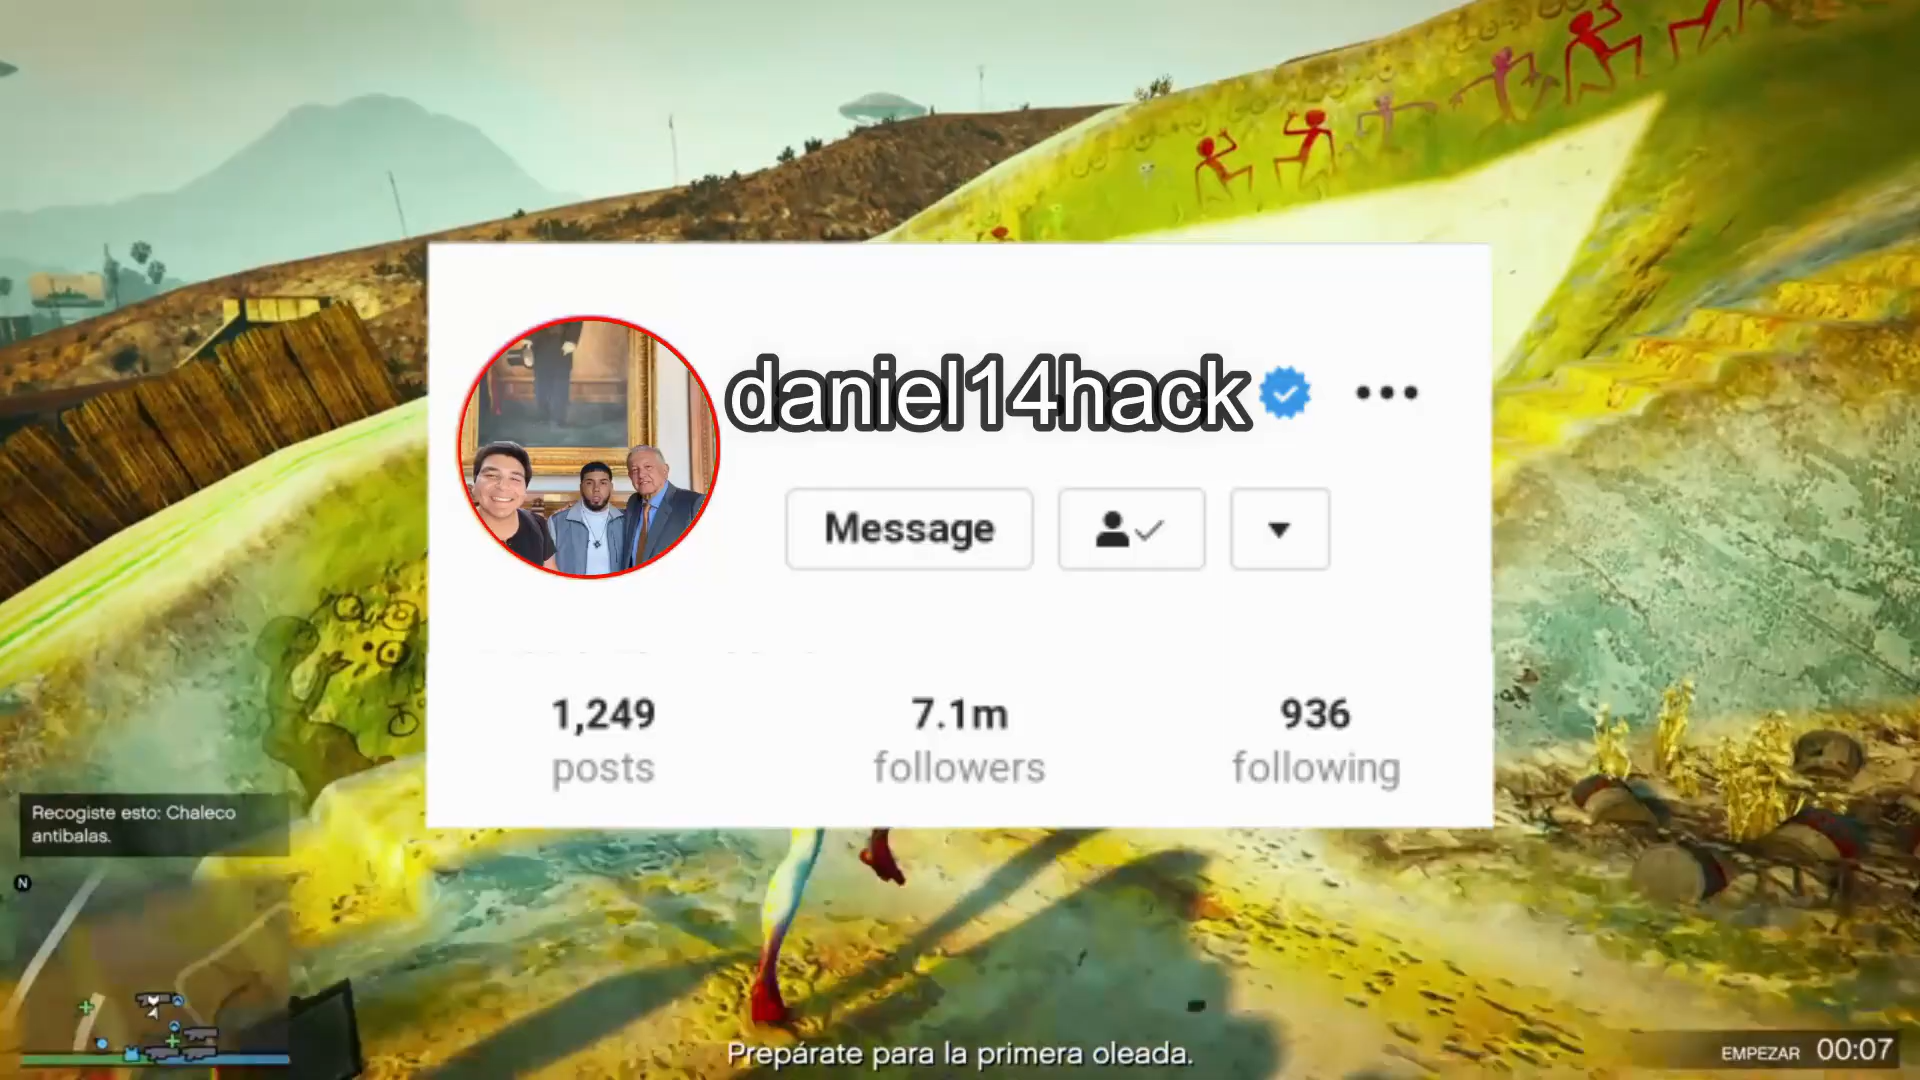 daniel14hack
Message
1,249
posts
7.1m
followers
936
following
Recogiste esto: Chaleco
antibalas.
N
Prepárate para la primera oleada.
EMPEZAR 00:07